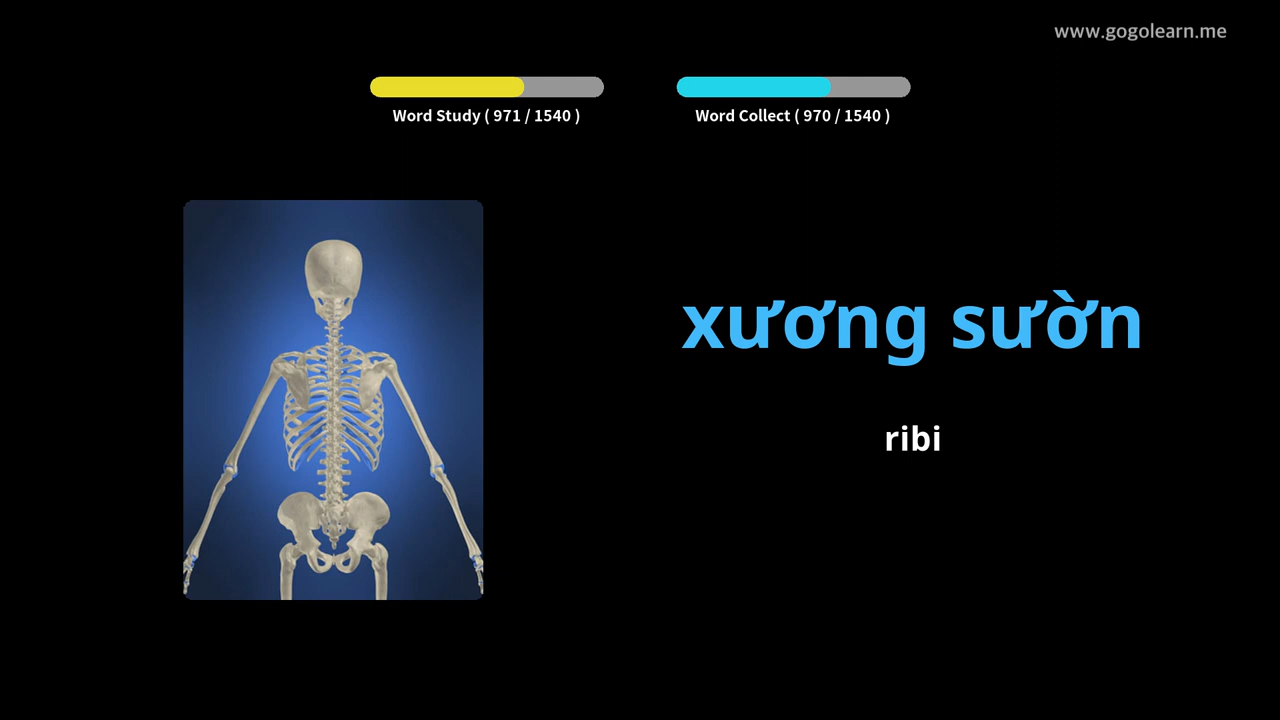 www.gogolearn.me
Word Study ( 971 / 1540 )
Word Collect ( 970 / 1540 )
xương sườn
ribi